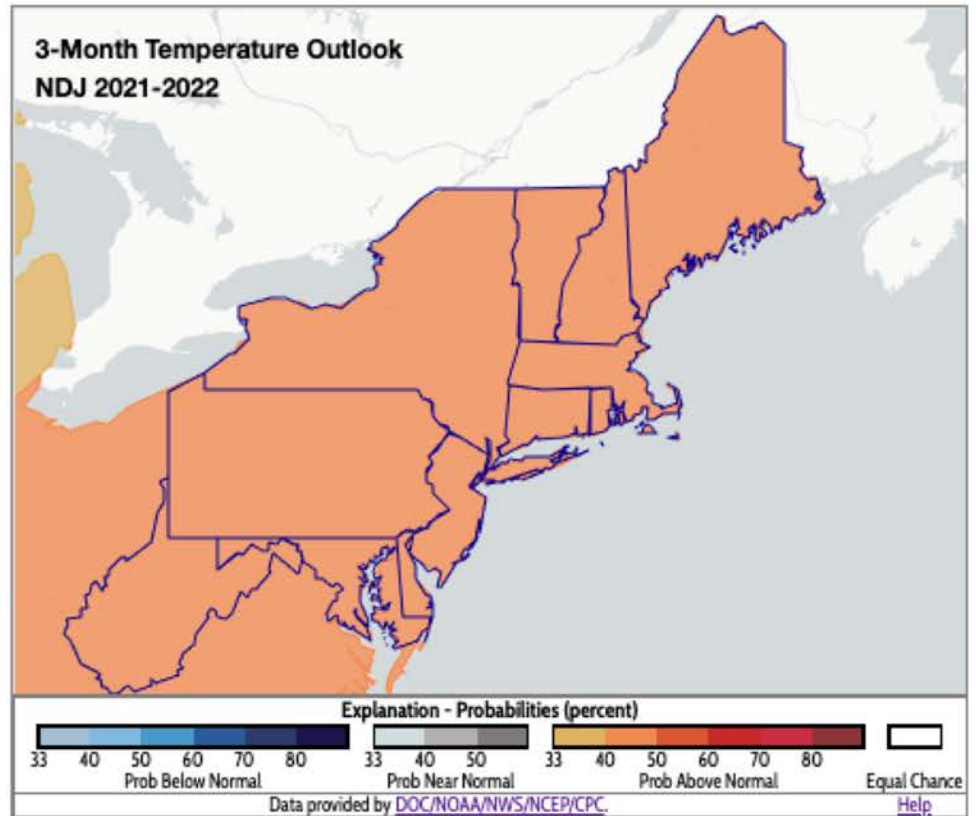 3-Month Temperature Outlook
NDJ 2021-2022
Explanation - Probabilities (percent)
33 40 50 60 70 80 33 40 50 33 40 50 60 70 80
Prob Below Normal Prob Near Normal Prob Above Normal Equal Chance
Data provided by DOC/NOAA/NWS/NCEP/CPC. Help